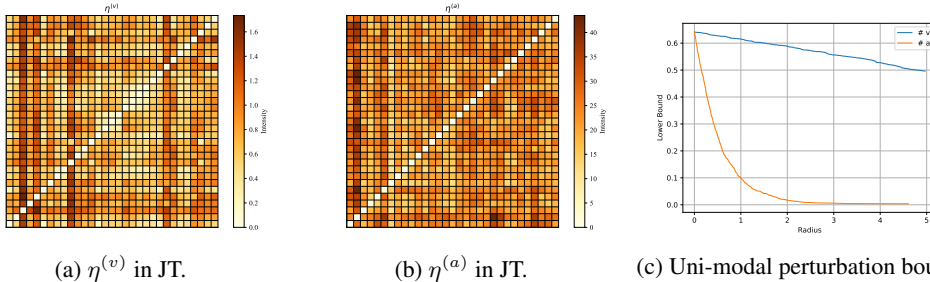 η(v)
1.6
1.4
1.2
1.0
0.8
0.6
0.4
0.2
0.0
Intensity
(a) η(v) in JT.
η(a)
40
35
30
25
20
15
10
5
0
Intensity
(b) η(a) in JT.
# v
# a
0.6
0.5
0.4
0.3
0.2
0.1
0.0
Lower Bound
0 1 2 3 4 5
Radius
(c) Uni-modal perturbation bou